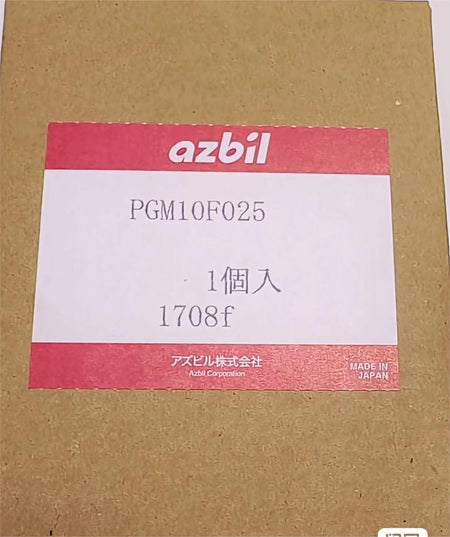 azbil
PGM10F025
1個入
1708f
アズビル株式会社
Azbil Corporation
MADE IN
JAPAN